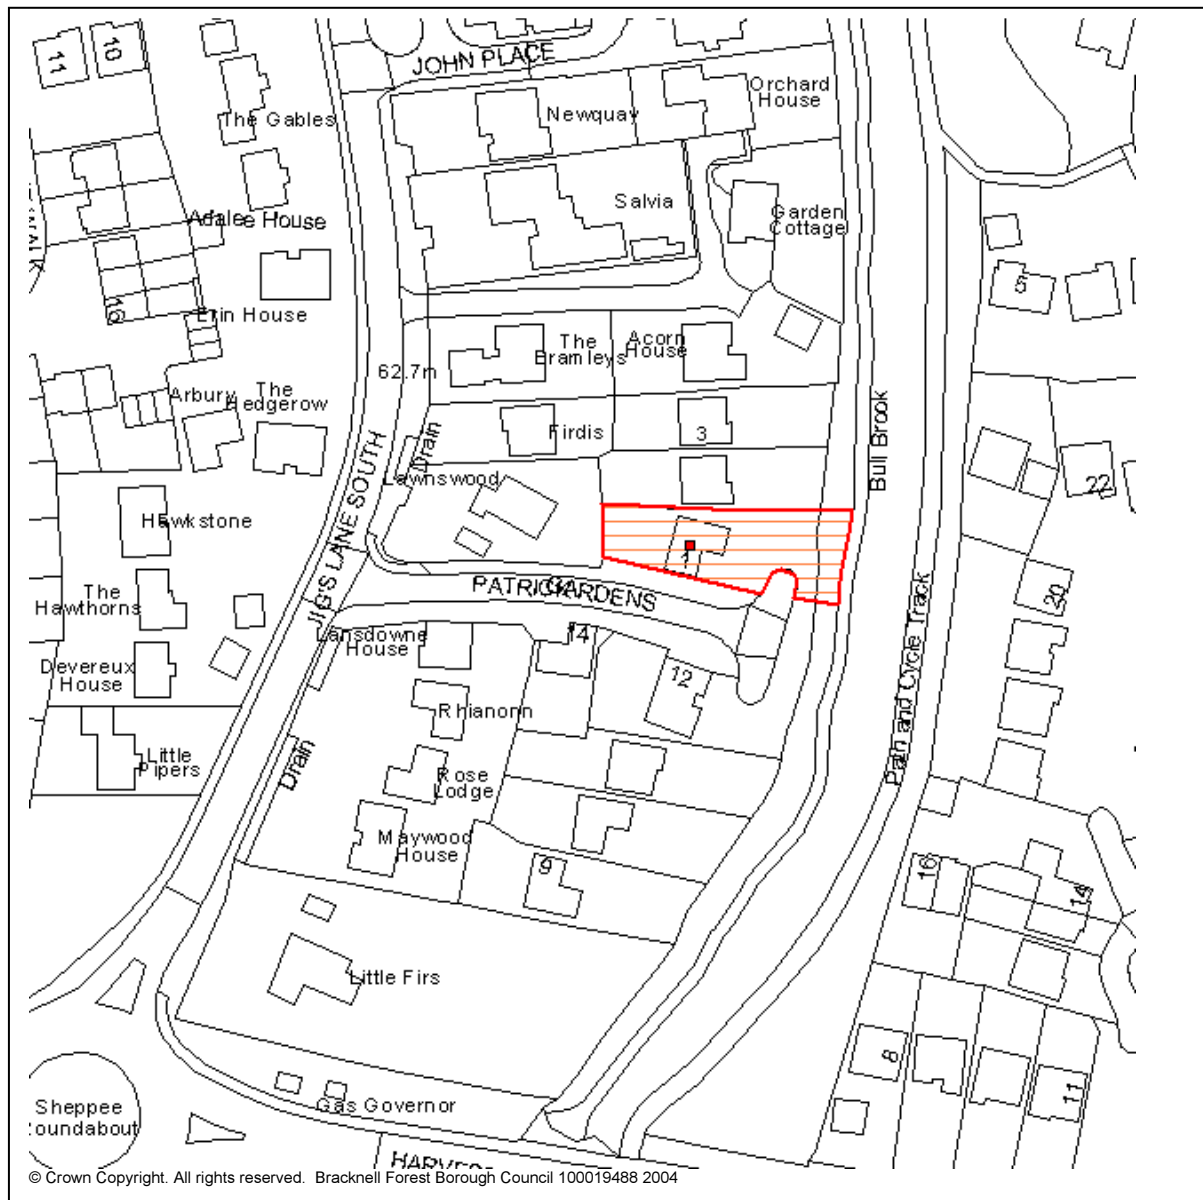 11
10
JOHN PLACE
The Gables
Newquay
Orchard
House
Salvia
Garden
Cottage
Adalee House
5
16
Erin House
The
Bramleys
Acorn
House
62.7m
Arbury
The
Hedgerow
Firdis
3
Drain
Bull Brook
Lawnswood
22
Hawkstone
JIG'S LANE SOUTH
1
PATRICK GARDENS
The
Hawthorns
20
Path and Cycle Track
Lansdowne
House
14
12
Devereux
House
Rhianonn
Little
Pipers
Drain
Rose
Lodge
Maywood
House
9
16
14
Little Firs
8
11
Sheppee
Roundabout
Gas Governor
© Crown Copyright. All rights reserved. Bracknell Forest Borough Council 100019488 2004